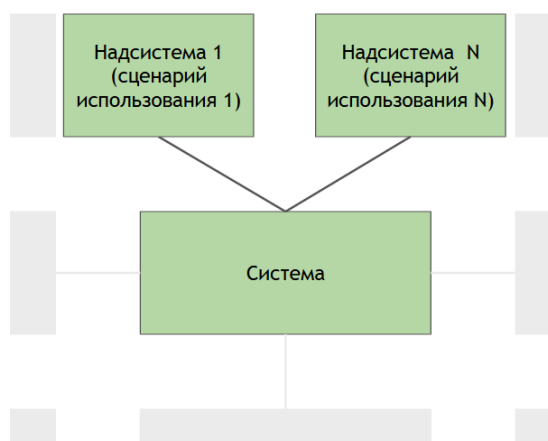 Надсистема 1
(сценарий
использования 1)
Надсистема N
(сценарий
использования N)
Система